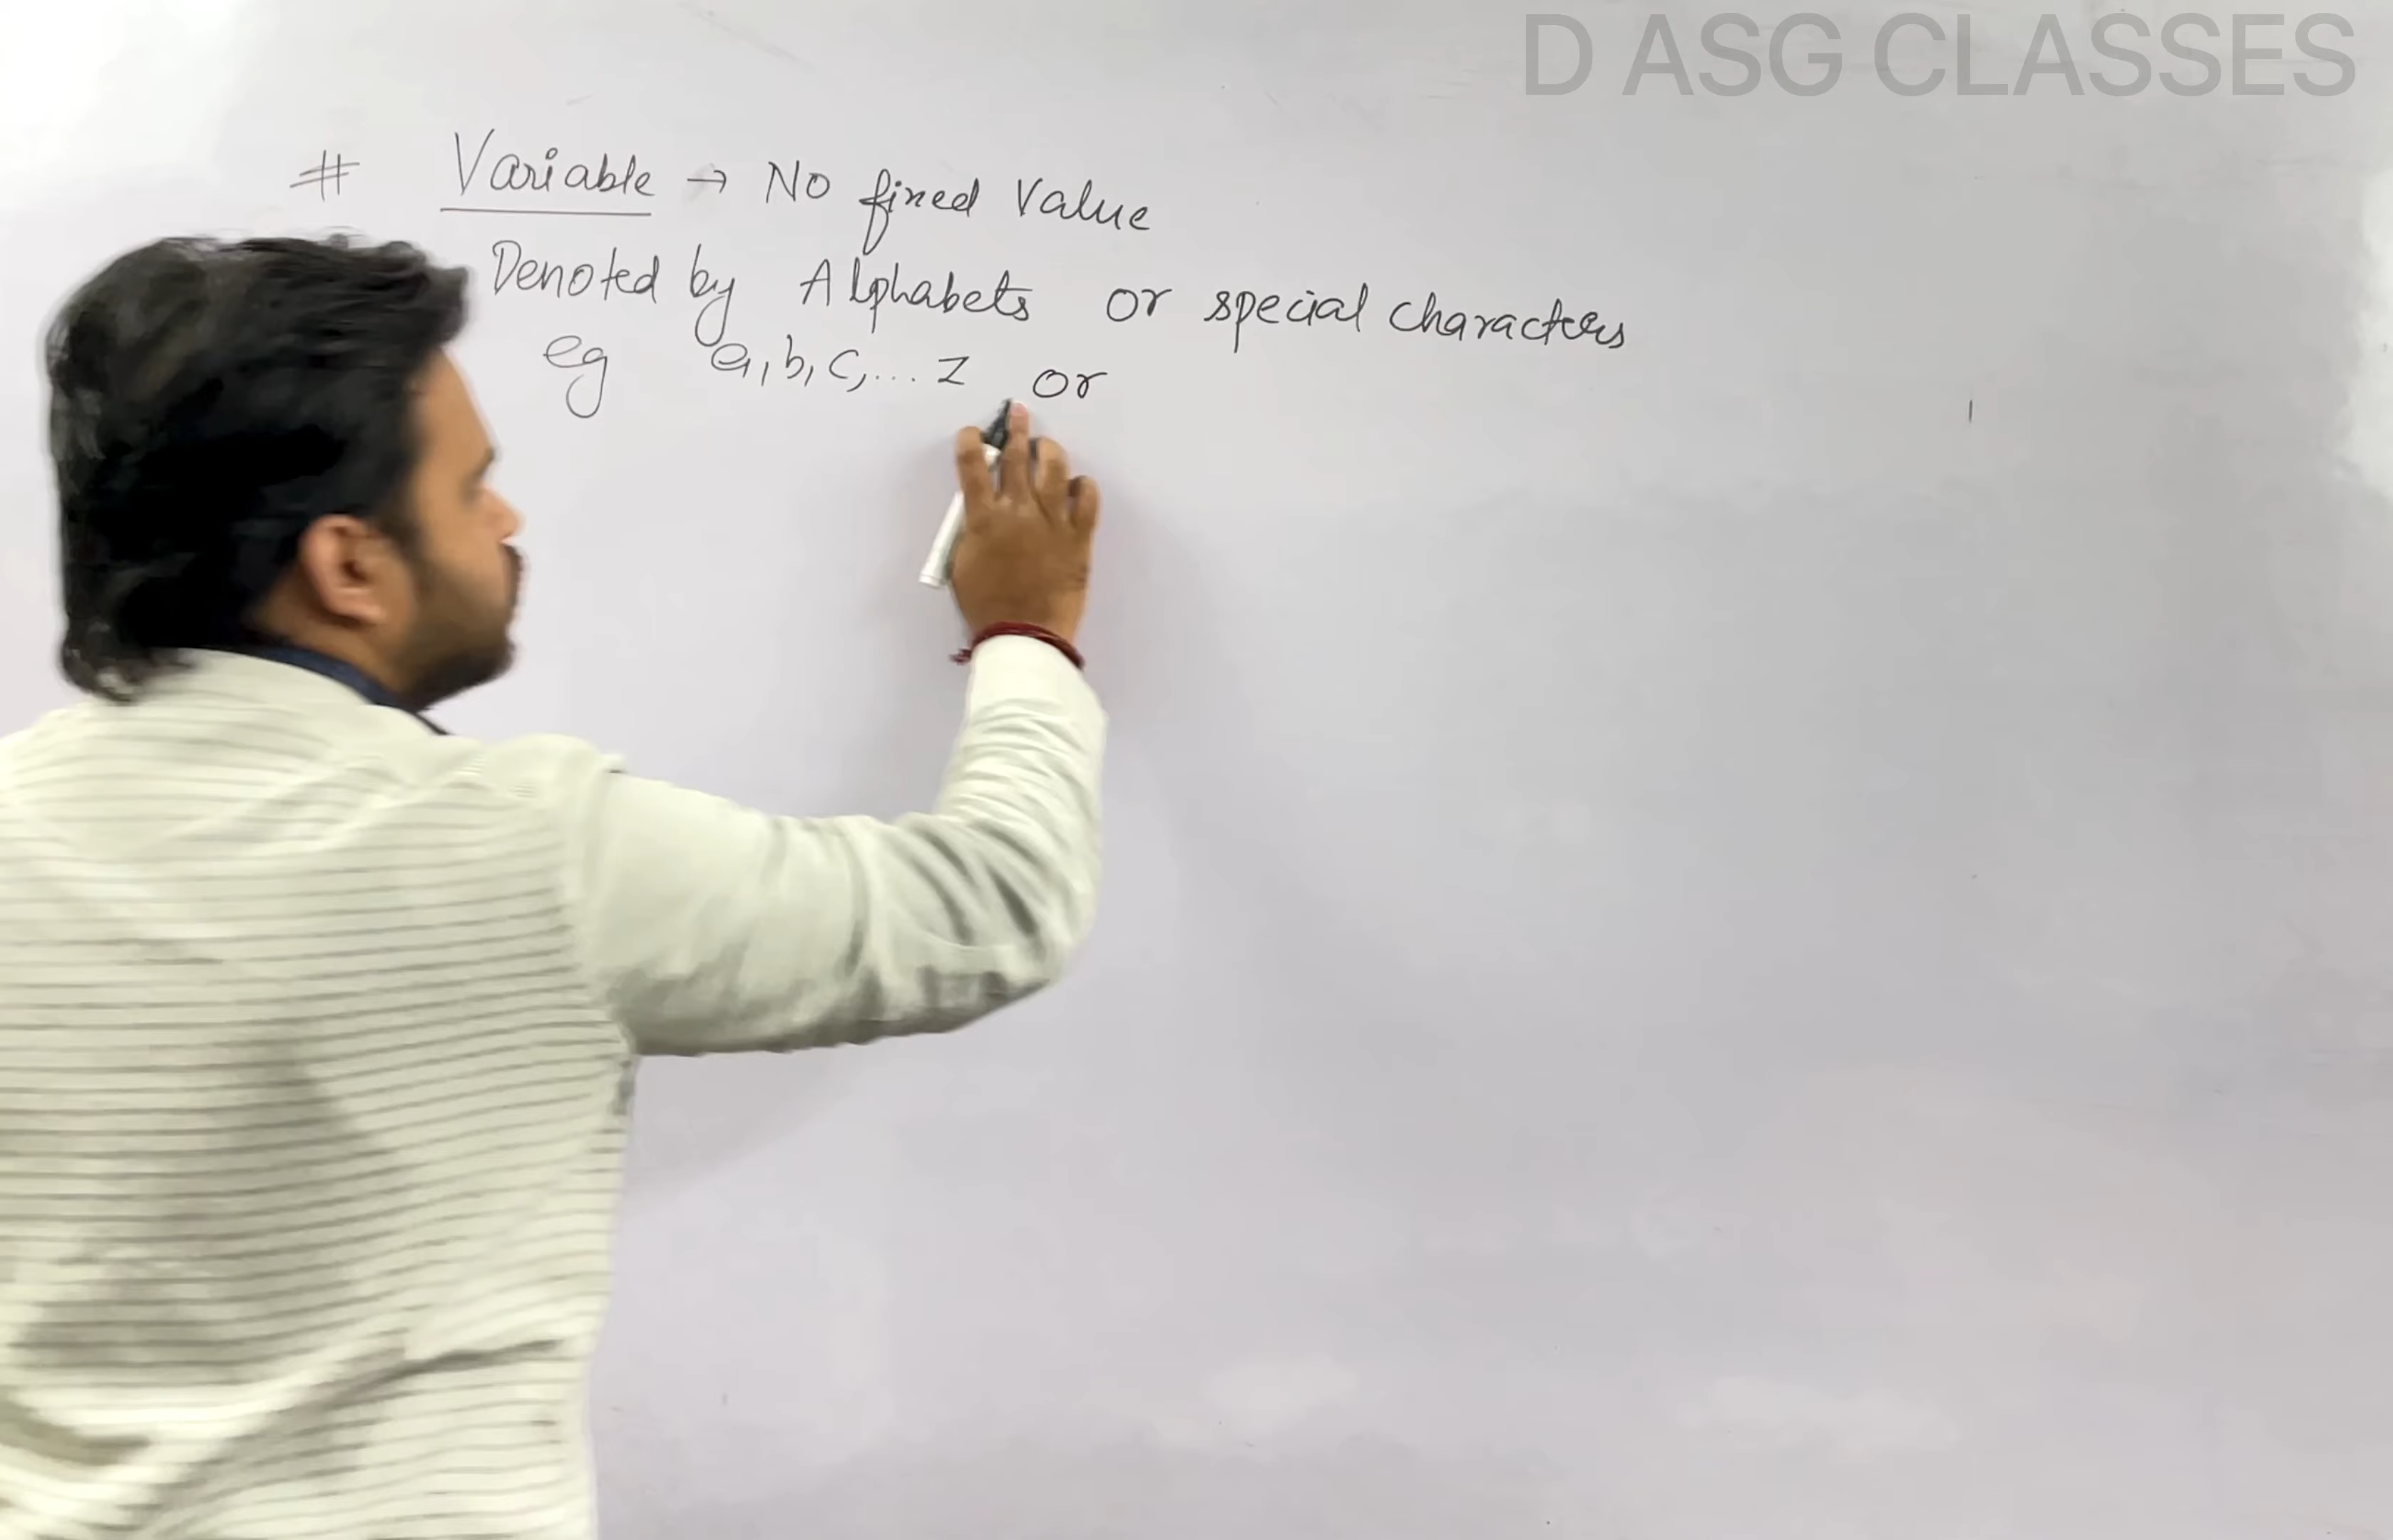 D ASG CLASSES
# Variable → No fixed Value
Denoted by Alphabets or special characters
eg a, b, c, ... z or